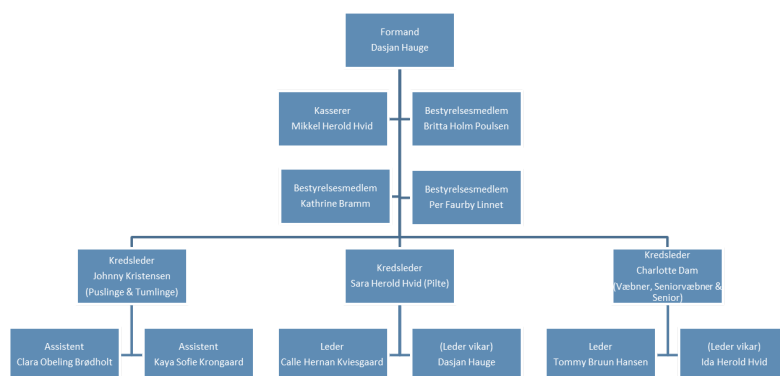 Formand
Dasjan Hauge
Kasserer
Mikkel Herold Hvid
Bestyrelsesmedlem
Britta Holm Poulsen
Bestyrelsesmedlem
Kathrine Bramm
Bestyrelsesmedlem
Per Faurby Linnet
Kredsleder
Johnny Kristensen
(Puslinge & Tumlinge)
Kredsleder
Sara Herold Hvid (Pilte)
Kredsleder
Charlotte Dam
(Væbner, Seniorvæbner &
Senior)
Assistent
Clara Obeling Brødholt
Assistent
Kaya Sofie Krongaard
Leder
Calle Hernan Kviesgaard
(Leder vikar)
Dasjan Hauge
Leder
Tommy Bruun Hansen
(Leder vikar)
Ida Herold Hvid